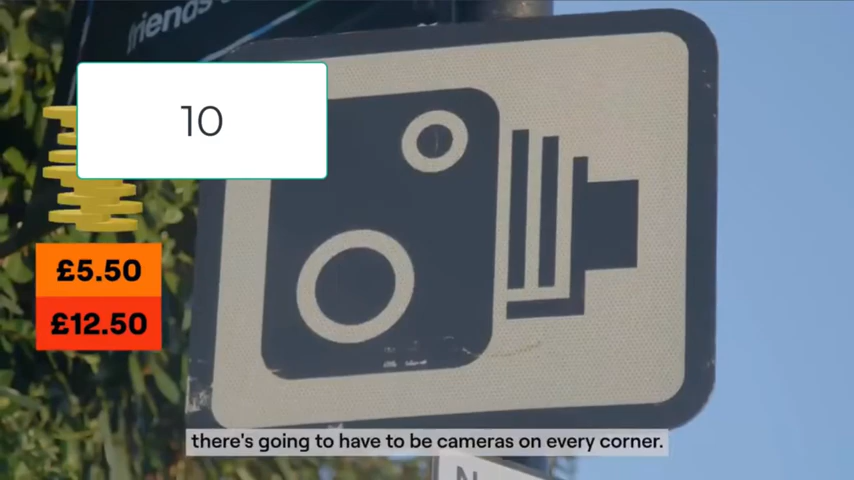 friends
10
£5.50
£12.50
there's going to have to be cameras on every corner.
N